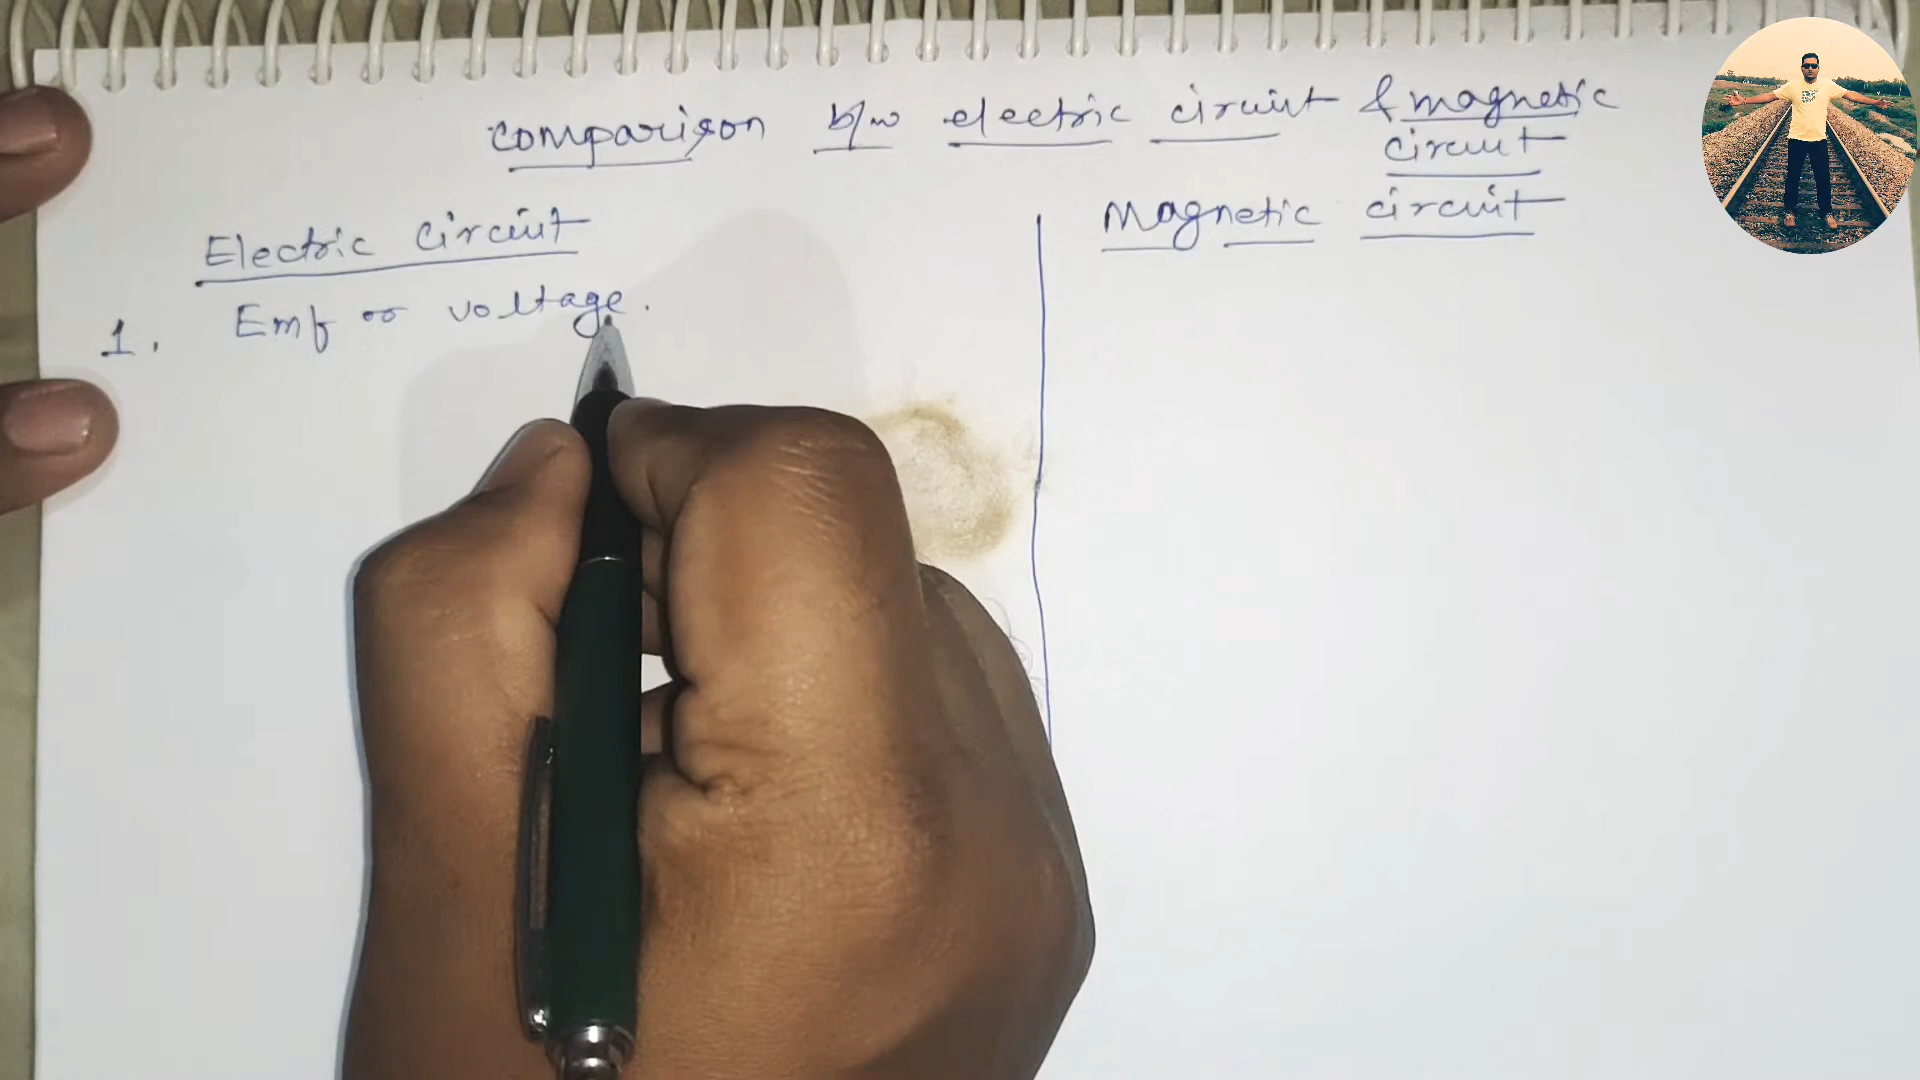 comparison b/w electric circuit & magnetic
circuit
Electric circuit
Magnetic circuit
1. Emf or voltage.